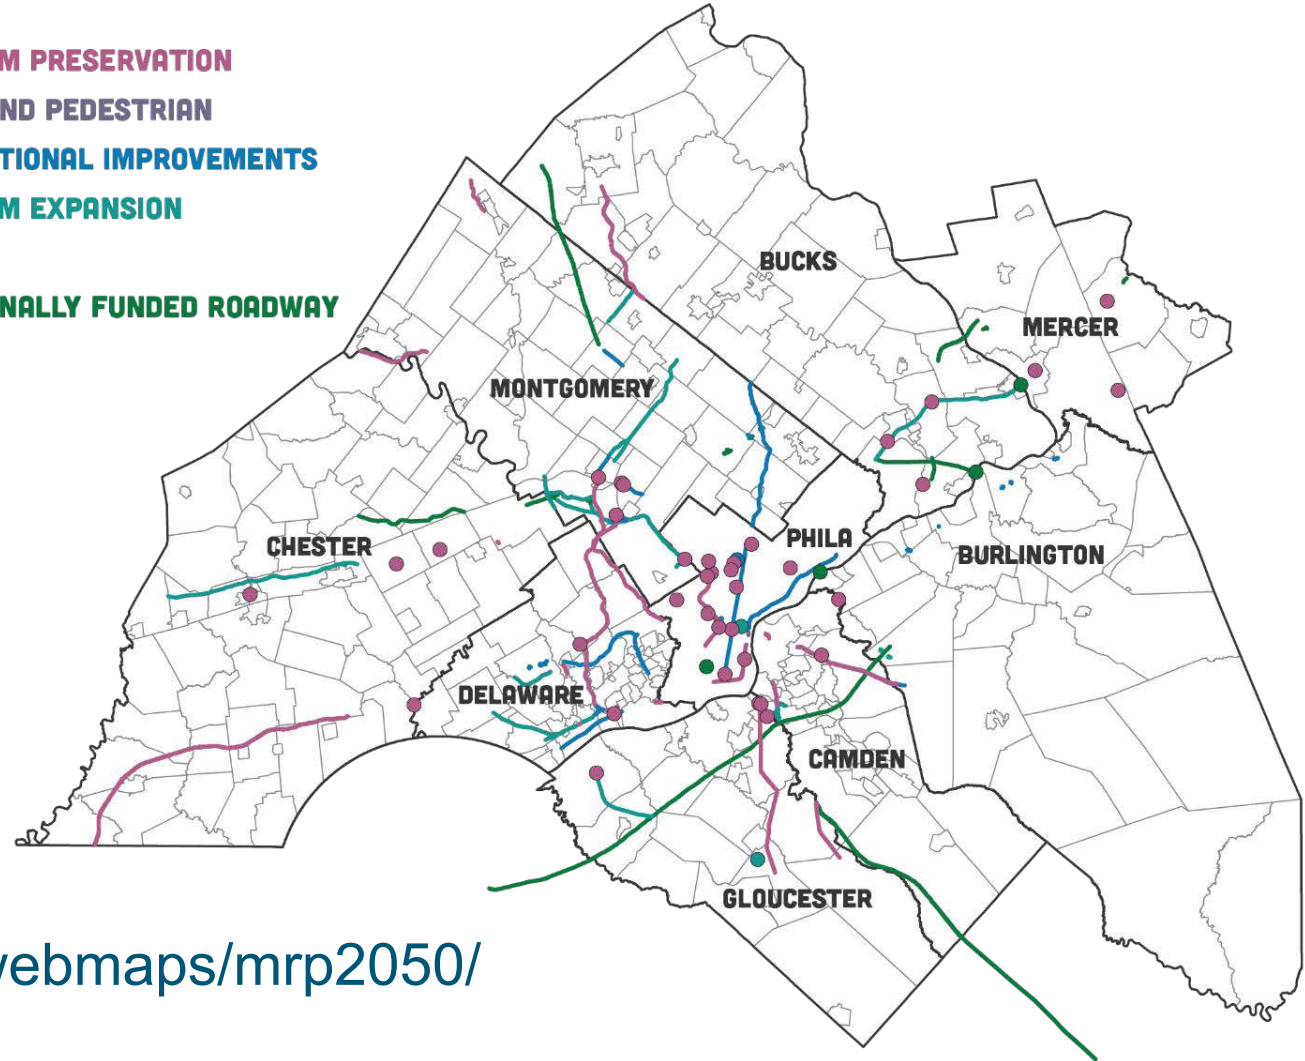 M PRESERVATION
ND PEDESTRIAN
TIONAL IMPROVEMENTS
M EXPANSION
NALLY FUNDED ROADWAY
BUCKS
MERCER
MONTGOMERY
PHILA
CHESTER
BURLINGTON
DELAWARE
CAMDEN
GLOUCESTER
webmaps/mrp2050/